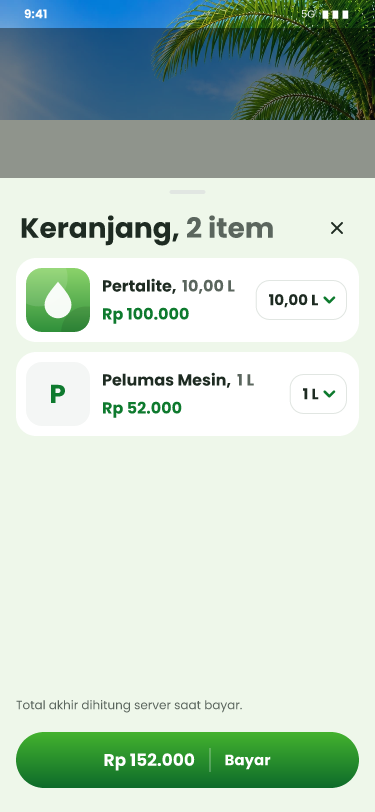 9:41
5G
Keranjang, 2 item
Pertalite, 10,00 L
Rp 100.000
10,00 L
P
Pelumas Mesin, 1 L
Rp 52.000
1 L
Total akhir dihitung server saat bayar.
Rp 152.000 Bayar